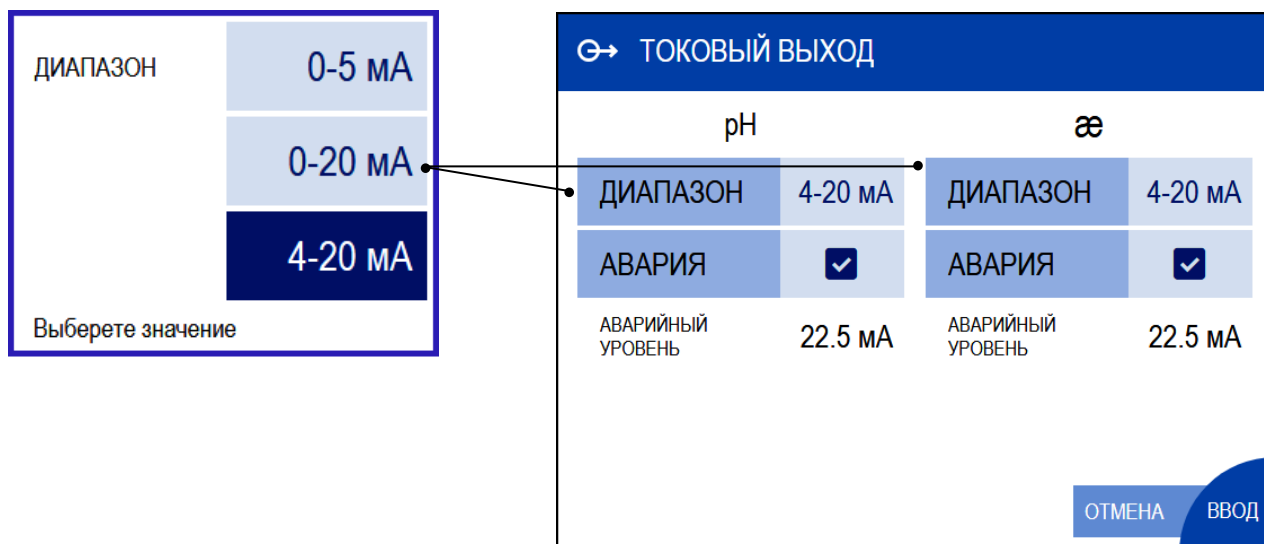 ДИАПАЗОН
0-5 мА
0-20 мА
4-20 мА
Выберете значение
ТОКОВЫЙ ВЫХОД
pH
æ
ДИАПАЗОН 4-20 мА ДИАПАЗОН 4-20 мА
АВАРИЯ АВАРИЯ
АВАРИЙНЫЙ
УРОВЕНЬ
22.5 мА
АВАРИЙНЫЙ
УРОВЕНЬ
22.5 мА
ОТМЕНА
ВВОД